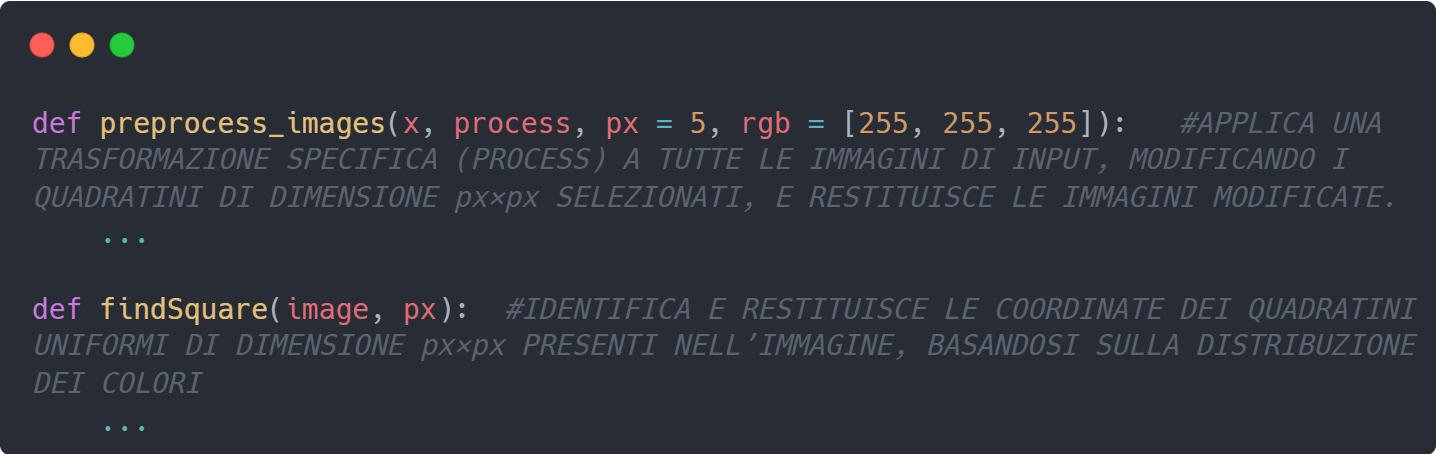 def preprocess_images(x, process, px = 5, rgb = [255, 255, 255]):   #APPLICA UNA
TRASFORMAZIONE SPECIFICA (PROCESS) A TUTTE LE IMMAGINI DI INPUT, MODIFICANDO I
QUADRATINI DI DIMENSIONE px×px SELEZIONATI, E RESTITUISCE LE IMMAGINI MODIFICATE.
    ...
def findSquare(image, px):  #IDENTIFICA E RESTITUISCE LE COORDINATE DEI QUADRATINI
UNIFORMI DI DIMENSIONE px×px PRESENTI NELL’IMMAGINE, BASANDOSI SULLA DISTRIBUZIONE
DEI COLORI
    ...